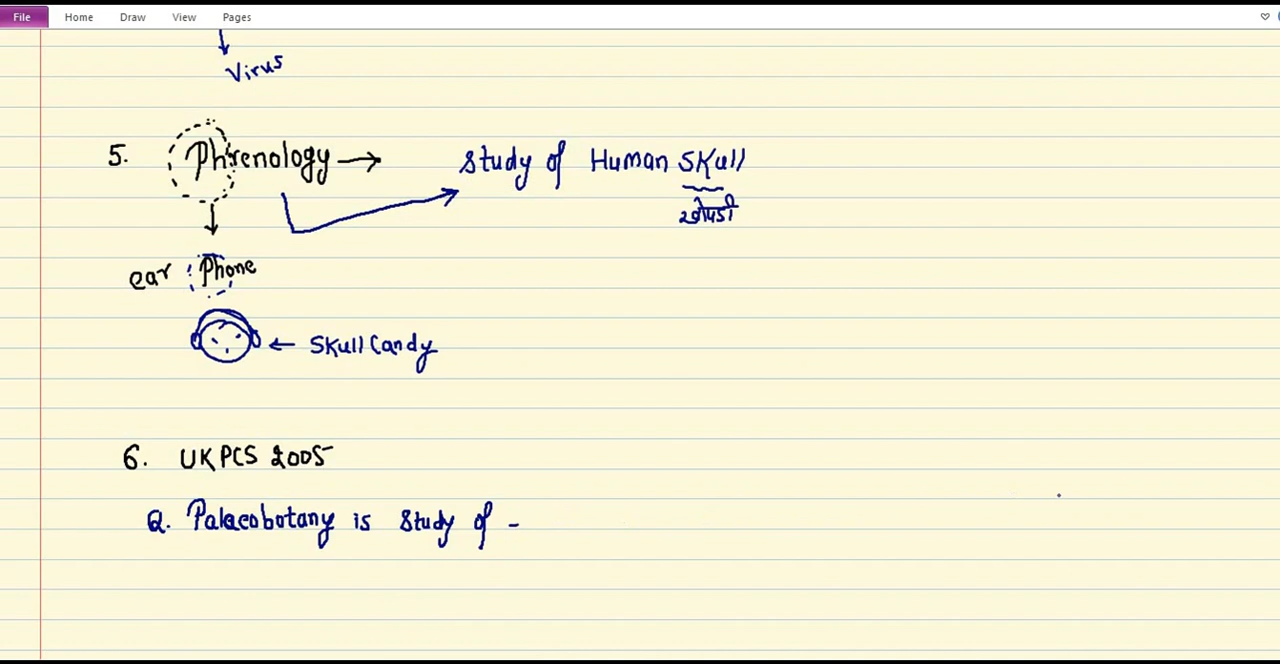 File Home Draw View Pages
Virus
5. Phrenology → Study of Human Skull
ear Phone
← Skull Candy
6. UKPCS 2005
Q. Palaeobotany is Study of -